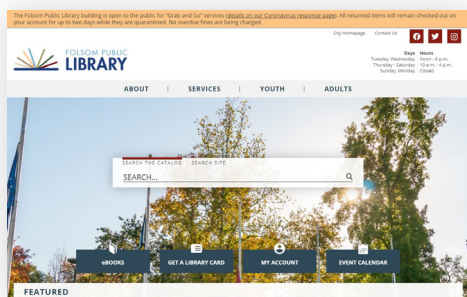 The Folsom Public Library building is open to the public for "Grab and Go" services (details on our Coronavirus response page). All returned items will remain checked out on
your account for up to two days while they are quarantined. No overdue fines are being charged.
City Homepage Contact Us
FOLSOM PUBLIC
LIBRARY
Days Hours
Tuesday, Wednesday Noon - 6 p.m.
Thursday - Saturday 10 a.m. - 4 p.m.
Sunday, Monday Closed
ABOUT | SERVICES | YOUTH | ADULTS
SEARCH THE CATALOG SEARCH SITE
SEARCH...
eBOOKS GET A LIBRARY CARD MY ACCOUNT EVENT CALENDAR
FEATURED